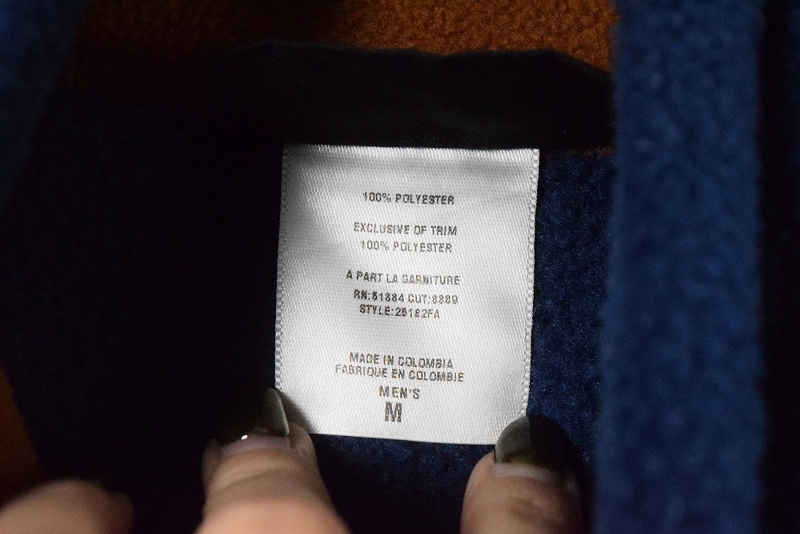 100% POLYESTER
EXCLUSIVE OF TRIM
100% POLYESTER
A PART LA GARNITURE
RN:51884 CUT:8889
STYLE:25182FA
MADE IN COLOMBIA
FABRIQUE EN COLOMBIE
MEN'S
M